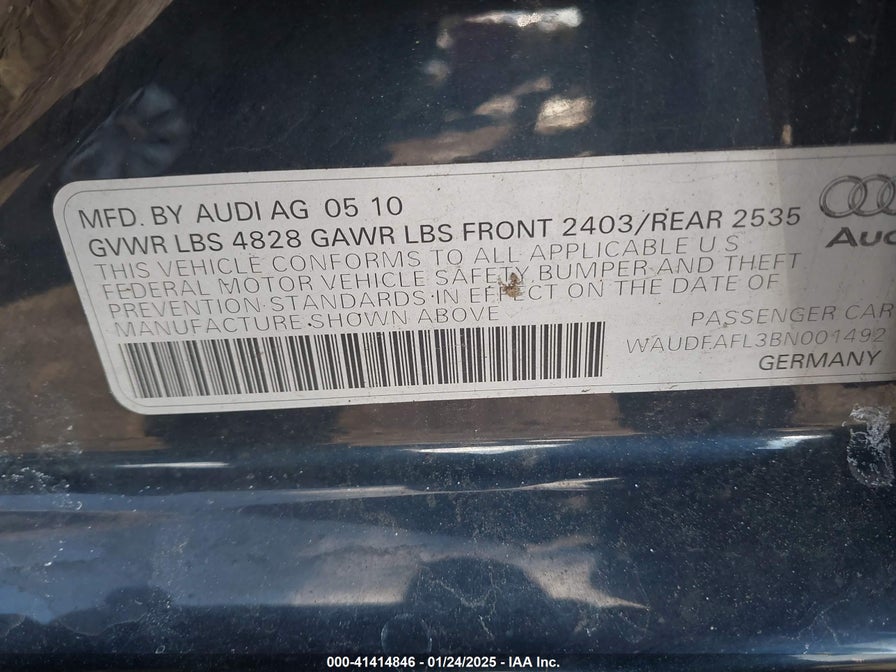 MFD. BY AUDI AG 05 10
GVWR LBS 4828 GAWR LBS FRONT 2403/REAR 2535
THIS VEHICLE CONFORMS TO ALL APPLICABLE U S
FEDERAL MOTOR VEHICLE SAFETY, BUMPER AND THEFT
PREVENTION STANDARDS IN EFFECT ON THE DATE OF
MANUFACTURE SHOWN ABOVE
Aud
PASSENGER CAR
WAUDFAFL3BN001492
GERMANY
000-41414846 - 01/24/2025 - IAA Inc.